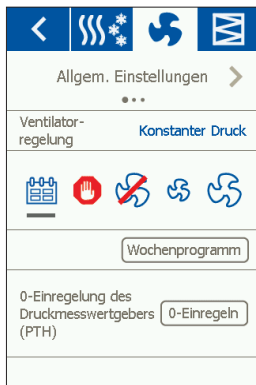 Allgem. Einstellungen
Ventilator-
regelung
Konstanter Druck
Wochenprogramm
0-Einregelung des
Druckmesswertgebers
(PTH)
0-Einregeln